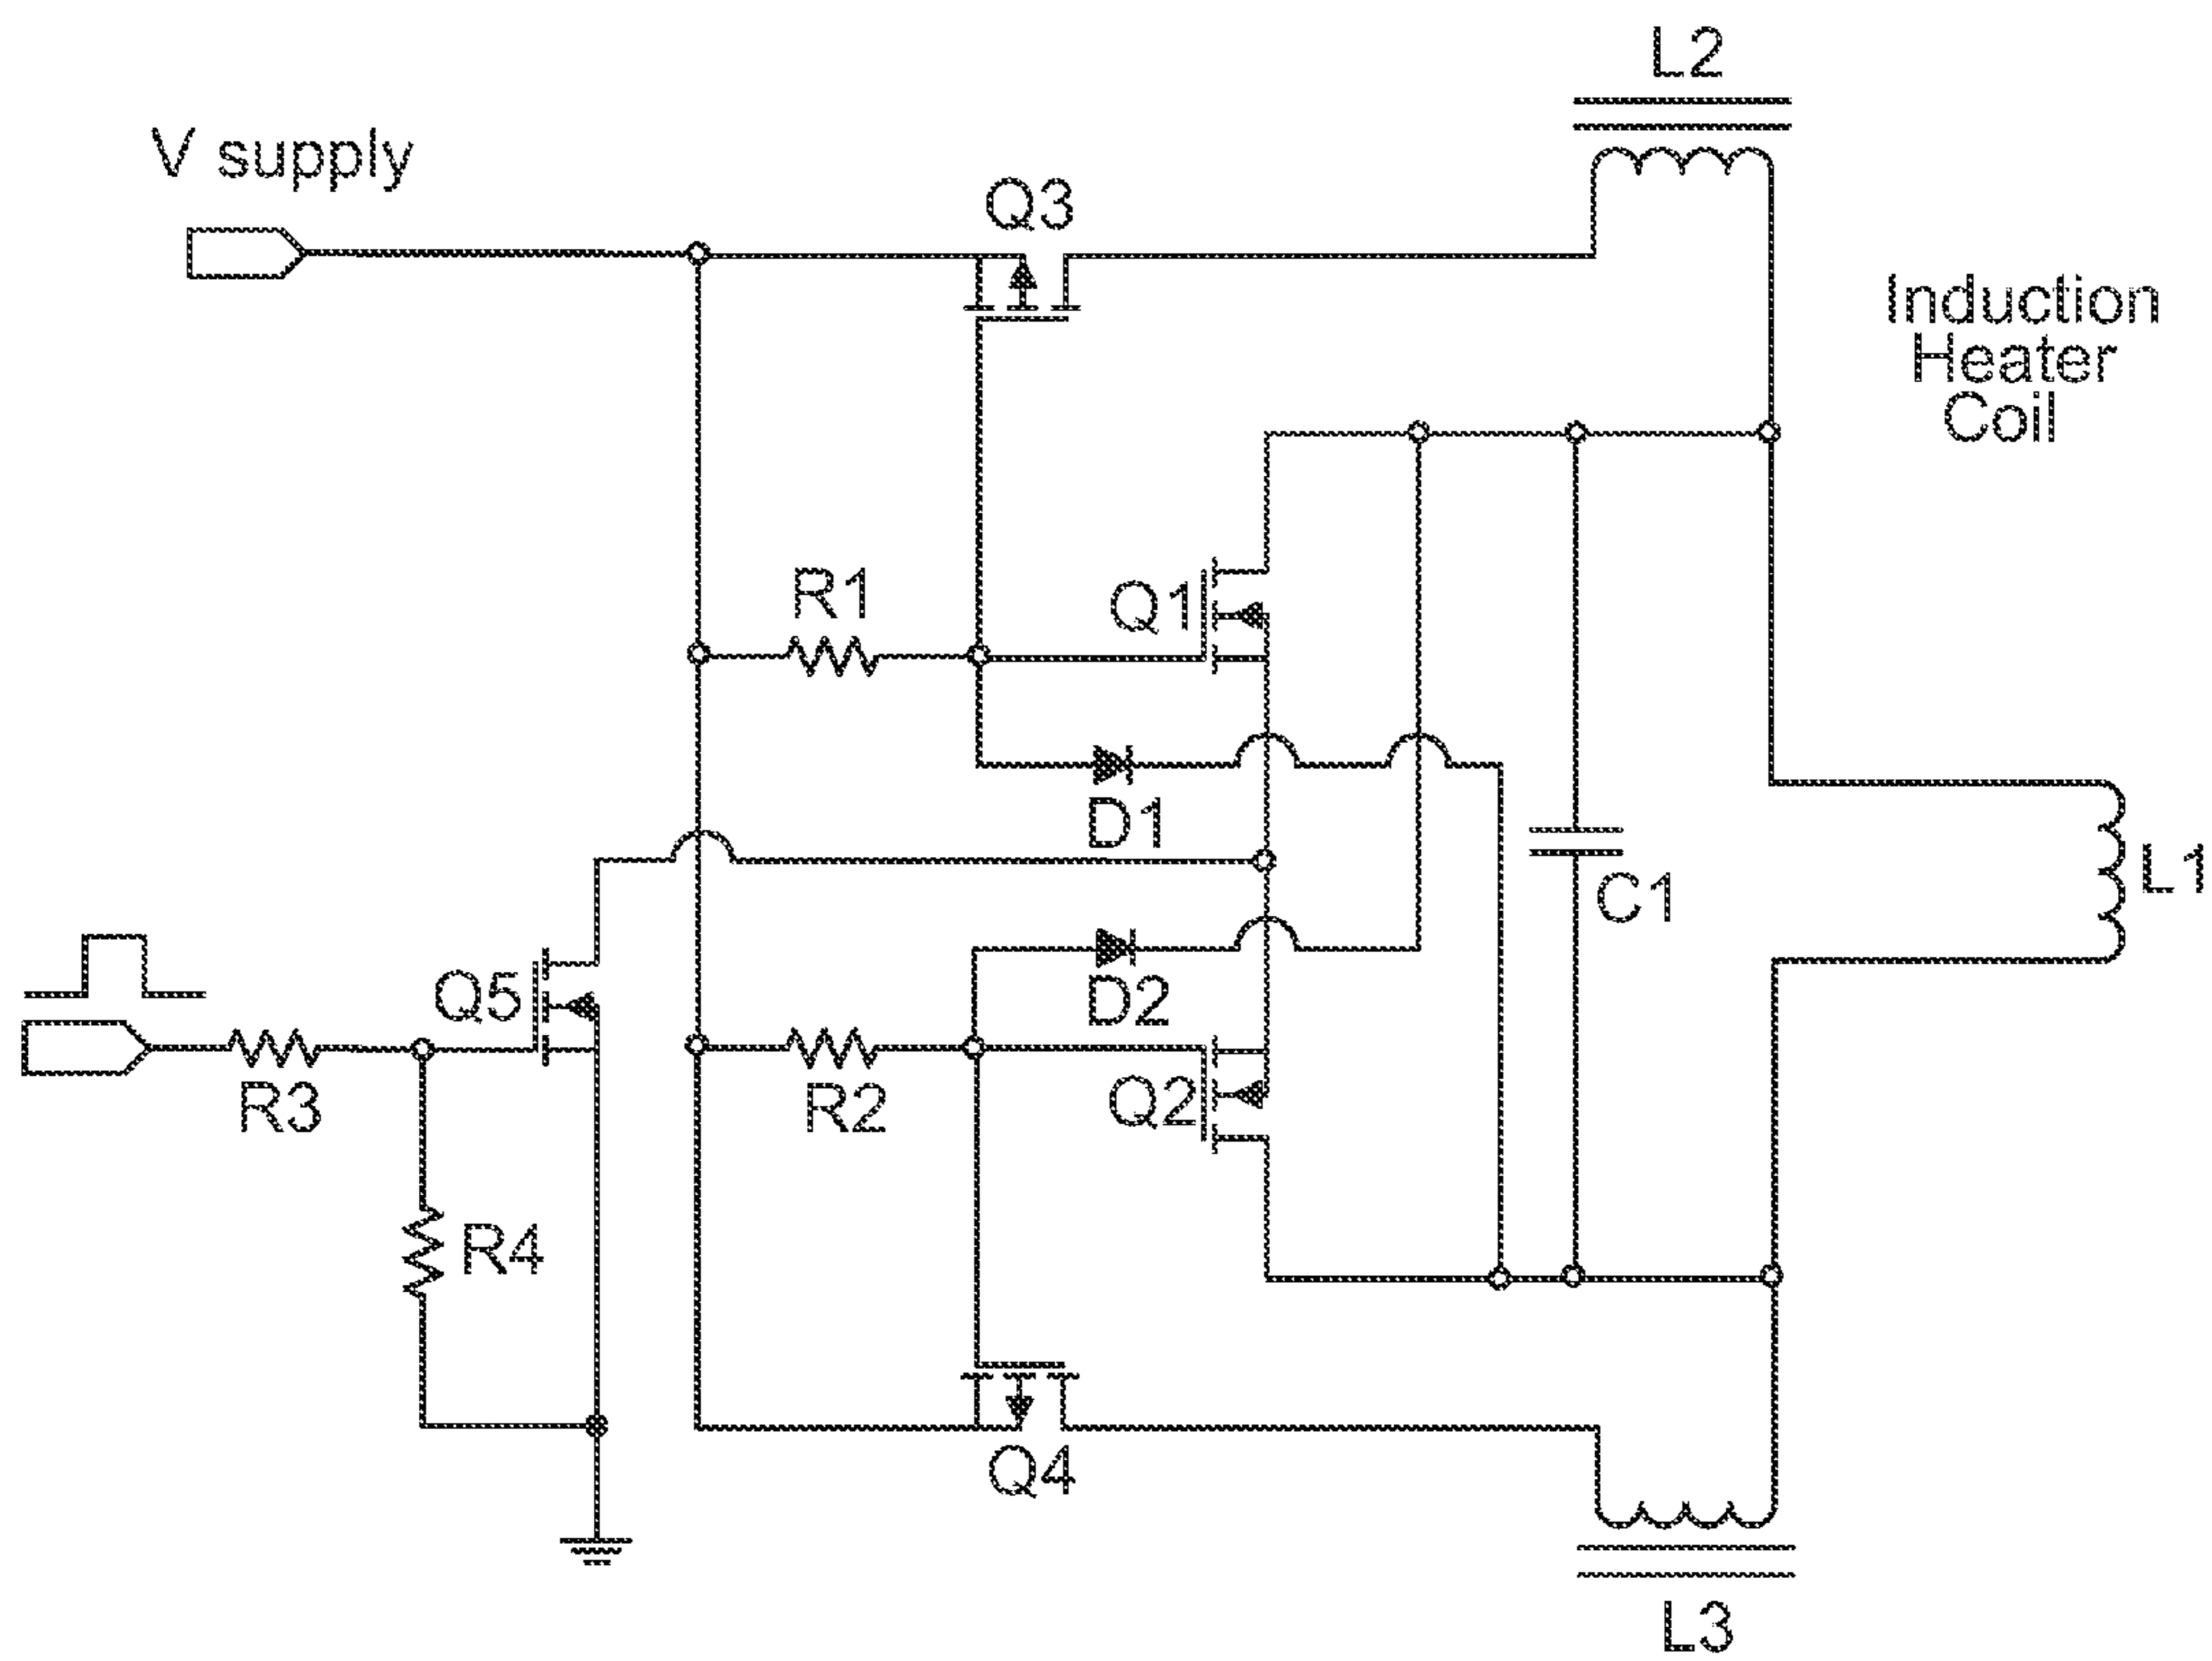 L2
V supply
Q3
Induction
Heater
Coil
R1
Q1
D1
L1
C1
Q5
D2
R3
R2
Q2
R4
Q4
L3